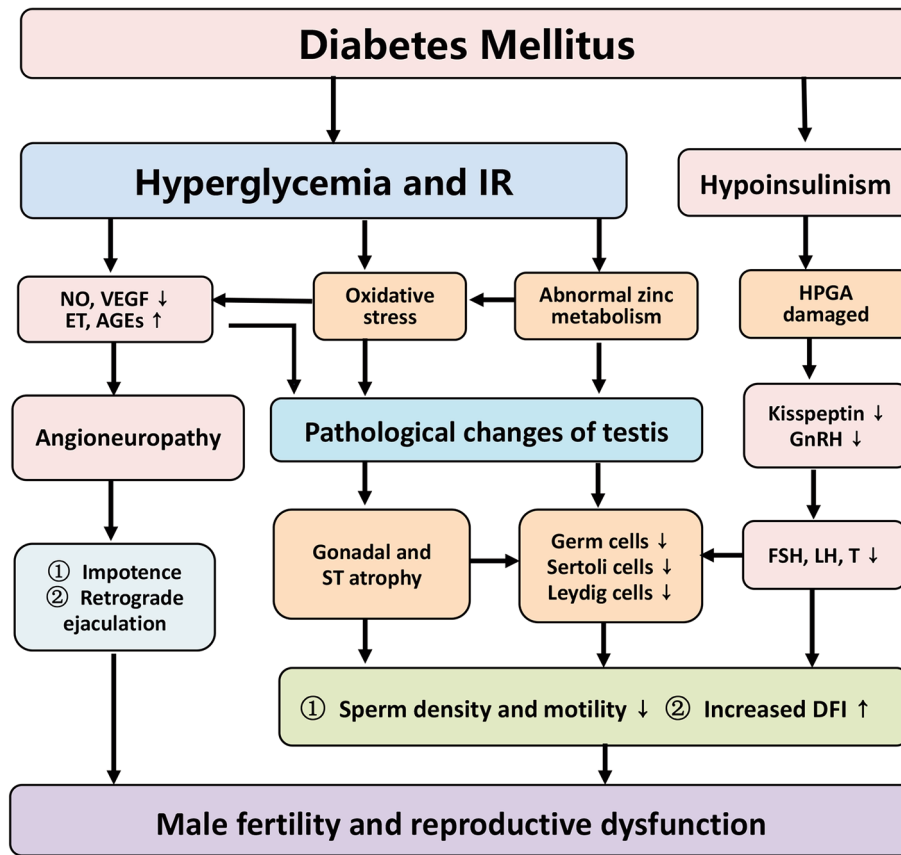 Diabetes Mellitus
Hyperglycemia and IR
Hypoinsulinism
NO, VEGF ↓
ET, AGEs ↑
Oxidative
stress
Abnormal zinc
metabolism
HPGA
damaged
Angioneuropathy
Pathological changes of testis
Kisspeptin ↓
GnRH ↓
① Impotence
② Retrograde
ejaculation
Gonadal and
ST atrophy
Germ cells ↓
Sertoli cells ↓
Leydig cells ↓
FSH, LH, T ↓
① Sperm density and motility ↓ ② Increased DFI ↑
Male fertility and reproductive dysfunction